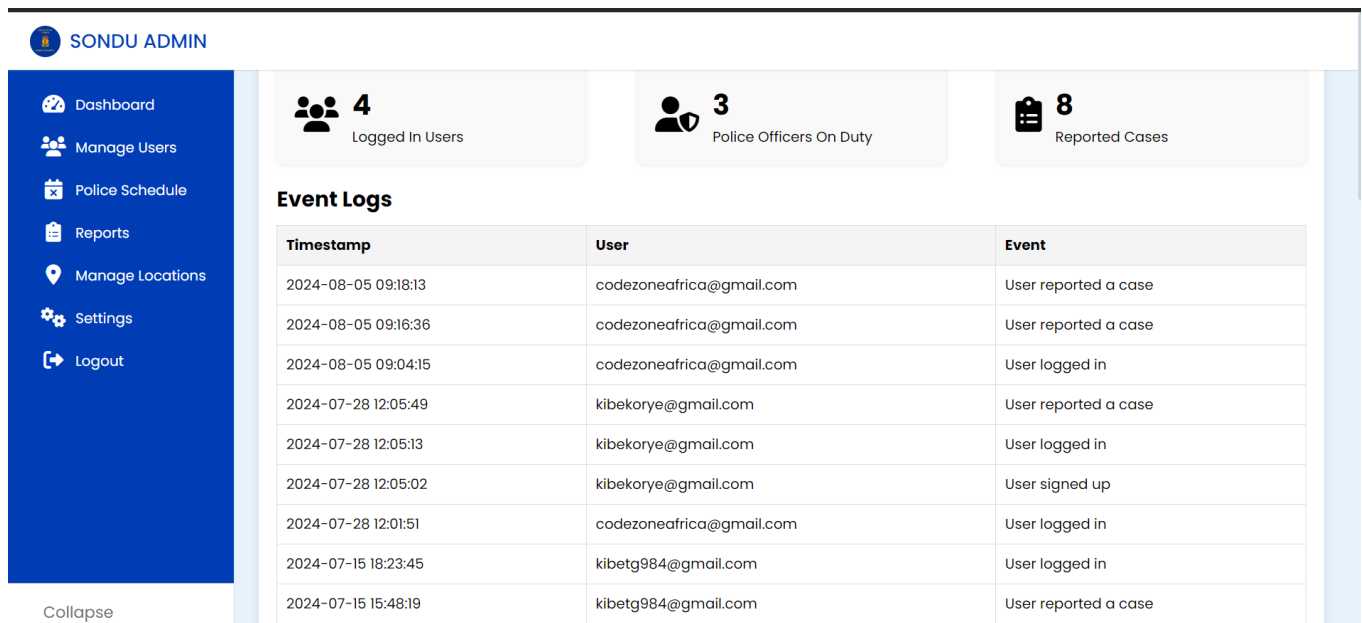 SONDU ADMIN
Dashboard
Manage Users
Police Schedule
Reports
Manage Locations
Settings
Logout
Collapse
4
Logged In Users
3
Police Officers On Duty
8
Reported Cases
Event Logs
Timestamp User Event
2024-08-05 09:18:13 codezoneafrica@gmail.com User reported a case
2024-08-05 09:16:36 codezoneafrica@gmail.com User reported a case
2024-08-05 09:04:15 codezoneafrica@gmail.com User logged in
2024-07-28 12:05:49 kibekorye@gmail.com User reported a case
2024-07-28 12:05:13 kibekorye@gmail.com User logged in
2024-07-28 12:05:02 kibekorye@gmail.com User signed up
2024-07-28 12:01:51 codezoneafrica@gmail.com User logged in
2024-07-15 18:23:45 kibetg984@gmail.com User logged in
2024-07-15 15:48:19 kibetg984@gmail.com User reported a case